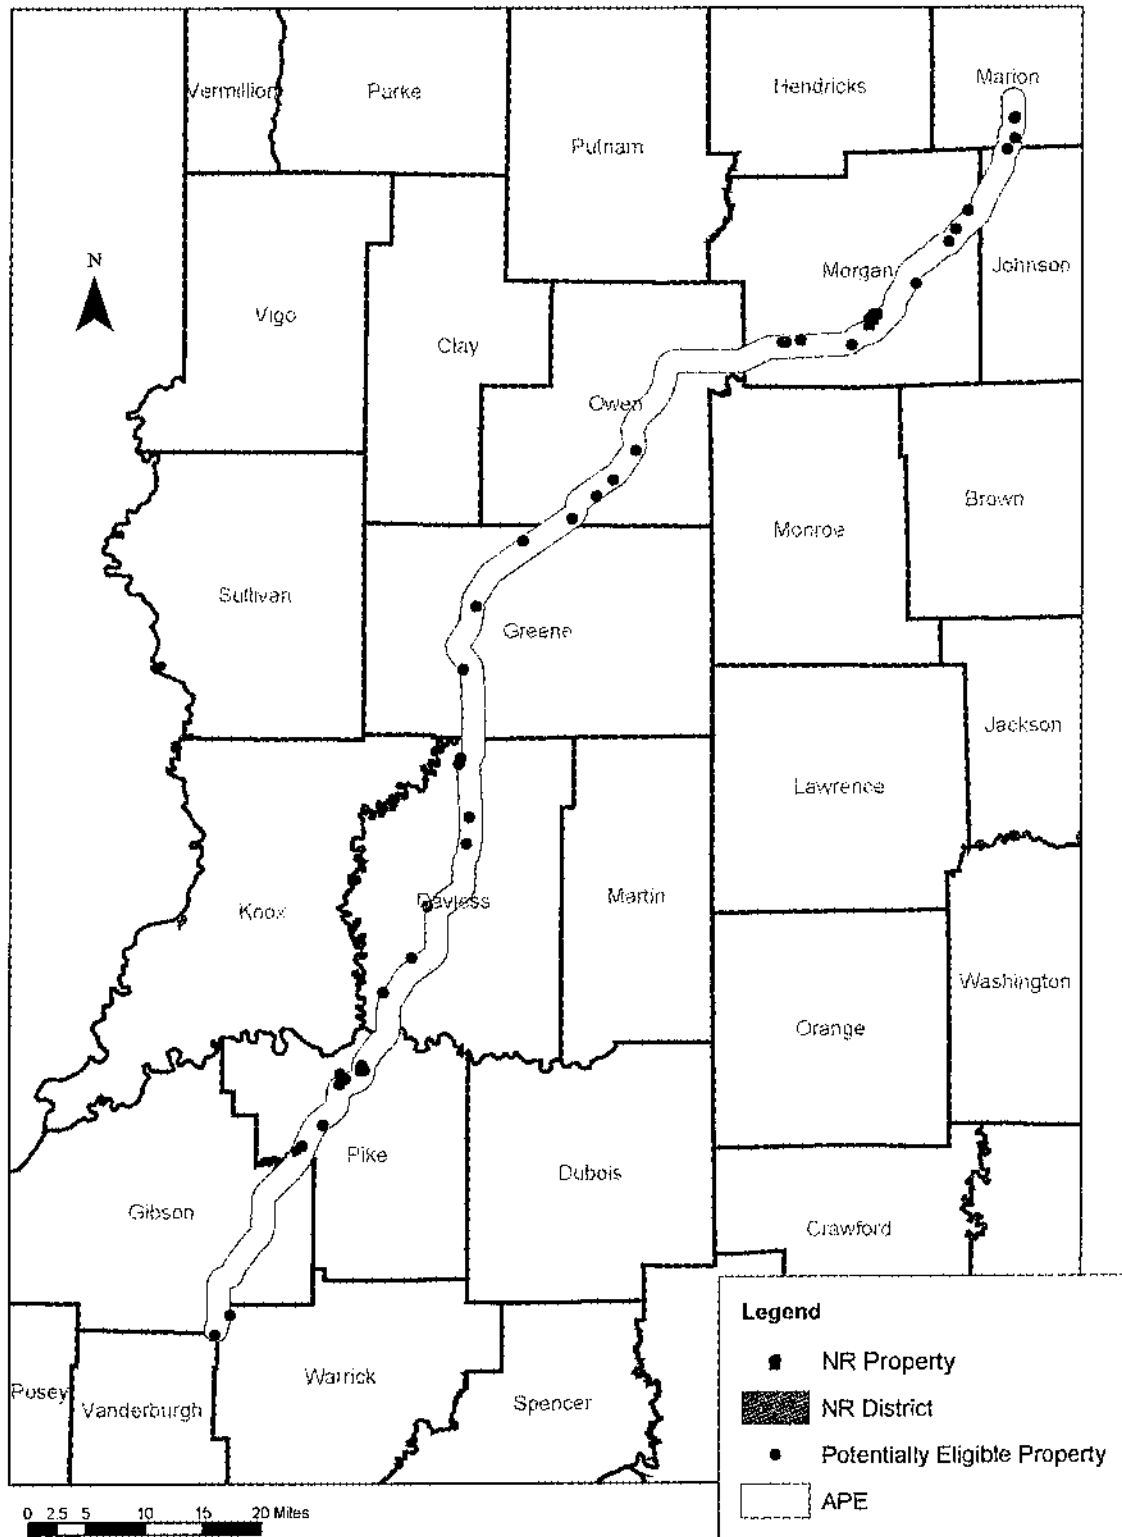 Marion
Hendricks
Vermillion
Parke
Putnam
N
Morgan
Johnson
Vigo
Clay
Owen
Brown
Monroe
Sullivan
Greene
Jackson
Lawrence
Daviess
Martin
Knox
Washington
Orange
Pike
Dubois
Gibson
Crawford
Legend
NR Property
Warrick
Posey
Spencer
Vanderburgh
NR District
Potentially Eligible Property
APE
0 2.5 5 10 15 20 Miles